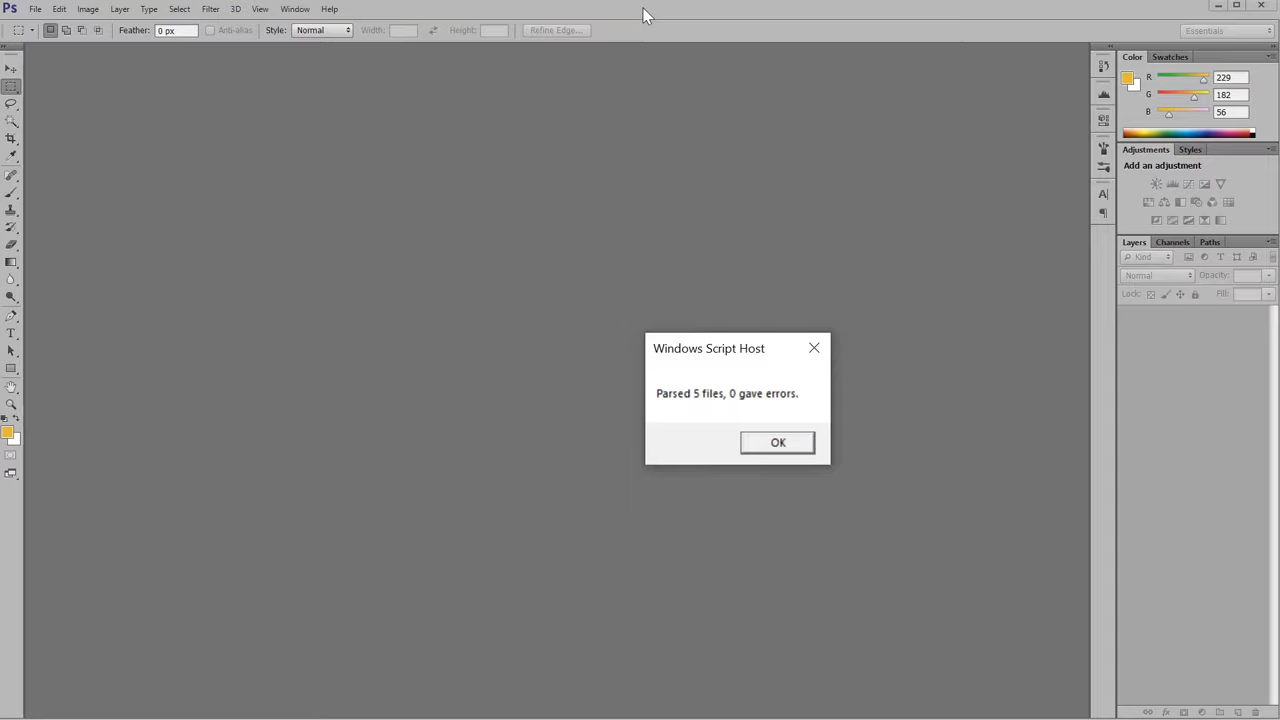 Ps File Edit Image Layer Type Select Filter 3D View Window Help
Feather: 0 px Anti-alias Style: Normal Width: Height: Refine Edge... Essentials
Color Swatches
R 229
G 182
B 56
Adjustments Styles
Add an adjustment
Layers Channels Paths
Kind
Normal Opacity:
Lock: Fill:
Windows Script Host
Parsed 5 files, 0 gave errors.
OK